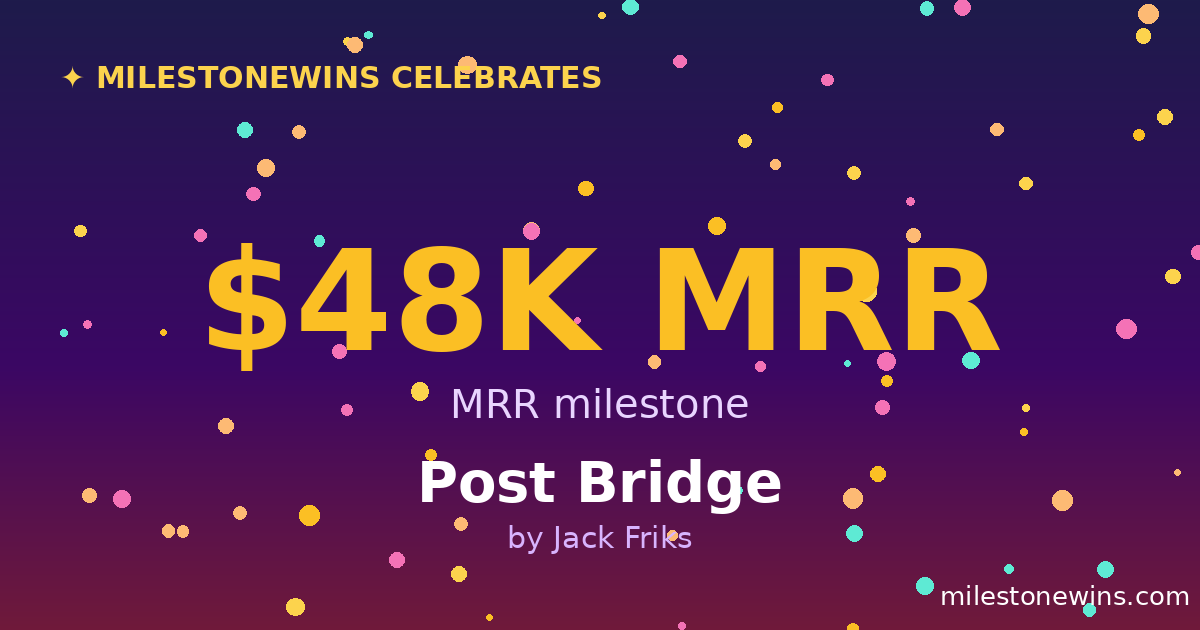 ✦ MILESTONEWINS CELEBRATES
$48K MRR
MRR milestone
Post Bridge
by Jack Friks
milestonewins.com